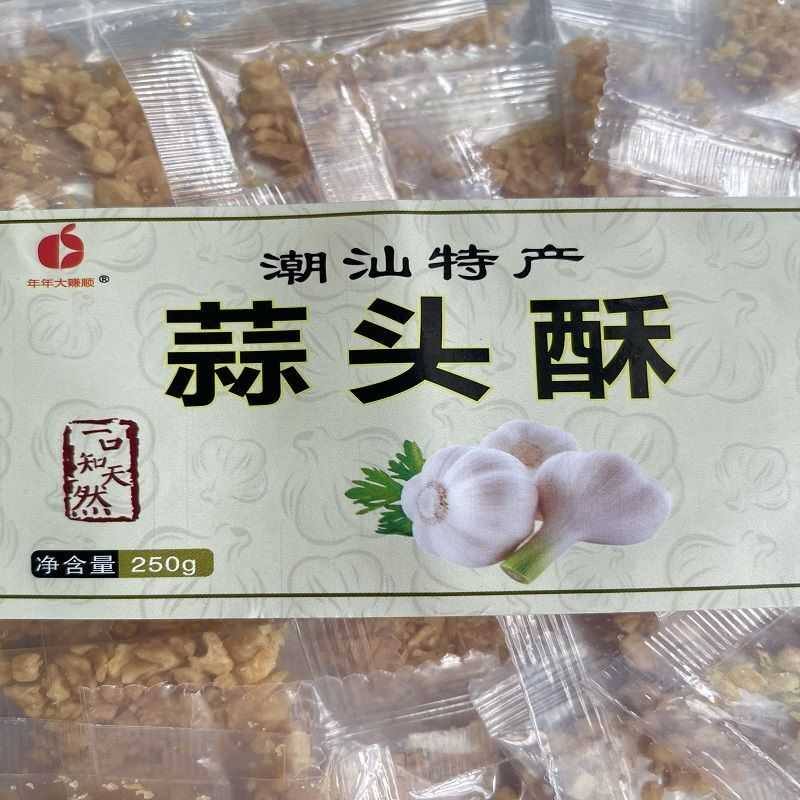 潮汕特产
年年大赚顺®
蒜头酥
一口知天然
净含量 250g